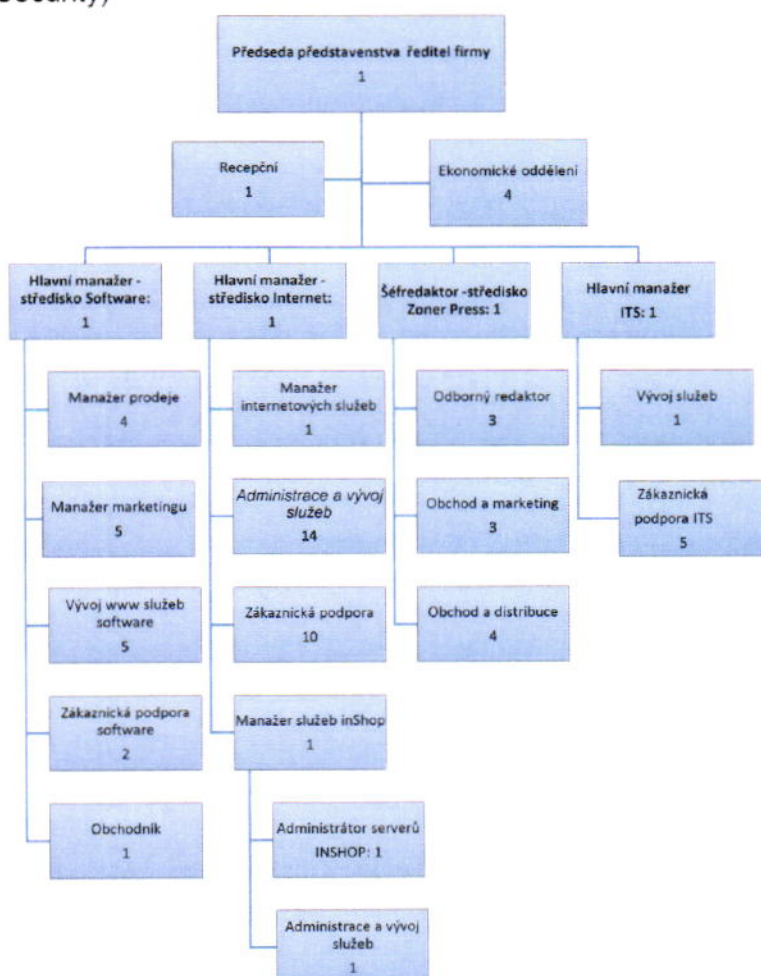 Předseda představenstva ředitel firmy
1
Recepční
1
Ekonomické oddělení
4
Hlavní manažer -
středisko Software:
1
Hlavní manažer -
středisko Internet:
1
Šéfredaktor -středisko
Zoner Press: 1
Hlavní manažer
ITS: 1
Manažer prodeje
4
Manažer marketingu
5
Vývoj www služeb
software
5
Zákaznická podpora
software
2
Obchodník
1
Manažer
internetových služeb
1
Administrace a vývoj
služeb
14
Zákaznická podpora
10
Manažer služeb inShop
1
Administrátor serverů
INSHOP: 1
Administrace a vývoj
služeb
1
Odborný redaktor
3
Obchod a marketing
3
Obchod a distribuce
4
Vývoj služeb
1
Zákaznická
podpora ITS
5